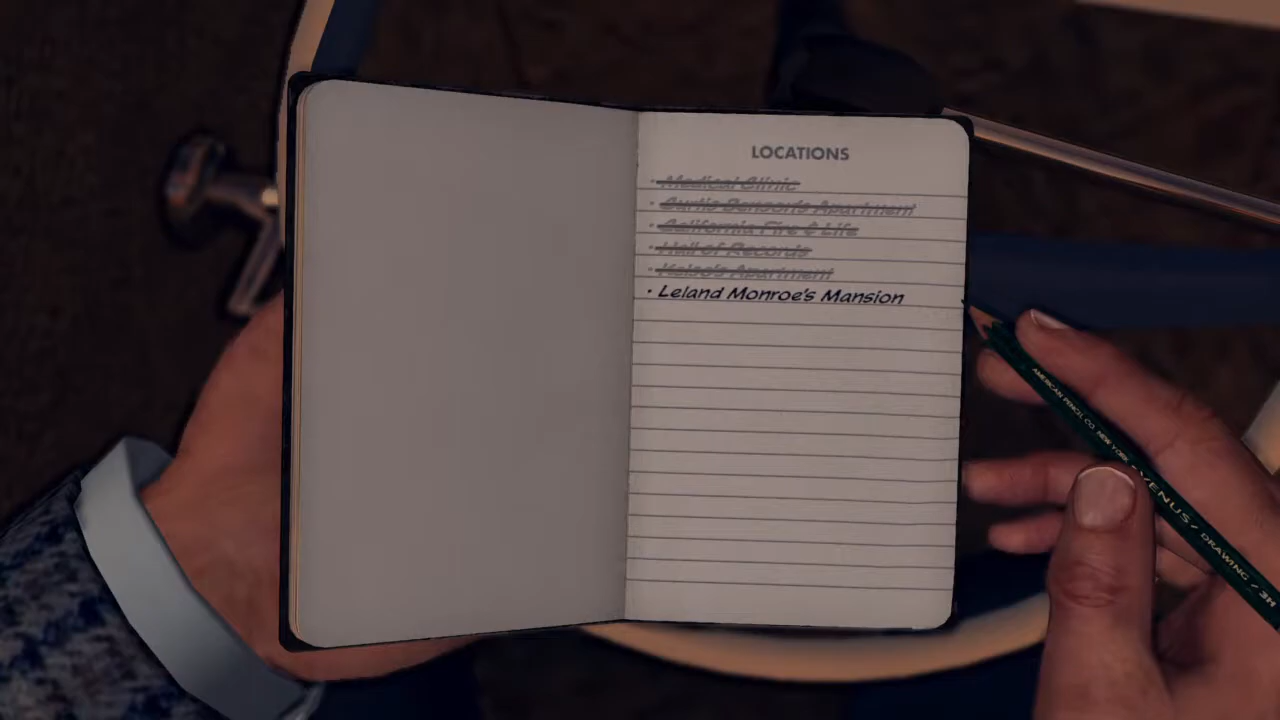 LOCATIONS
• Medical Clinic
• Curtis Benson's Apartment
• California Fire & Life
• Hall of Records
• Kelso's Apartment
• Leland Monroe's Mansion
AMERICAN PENCIL CO. NEW YORK VENUS / DRAWING / 3H